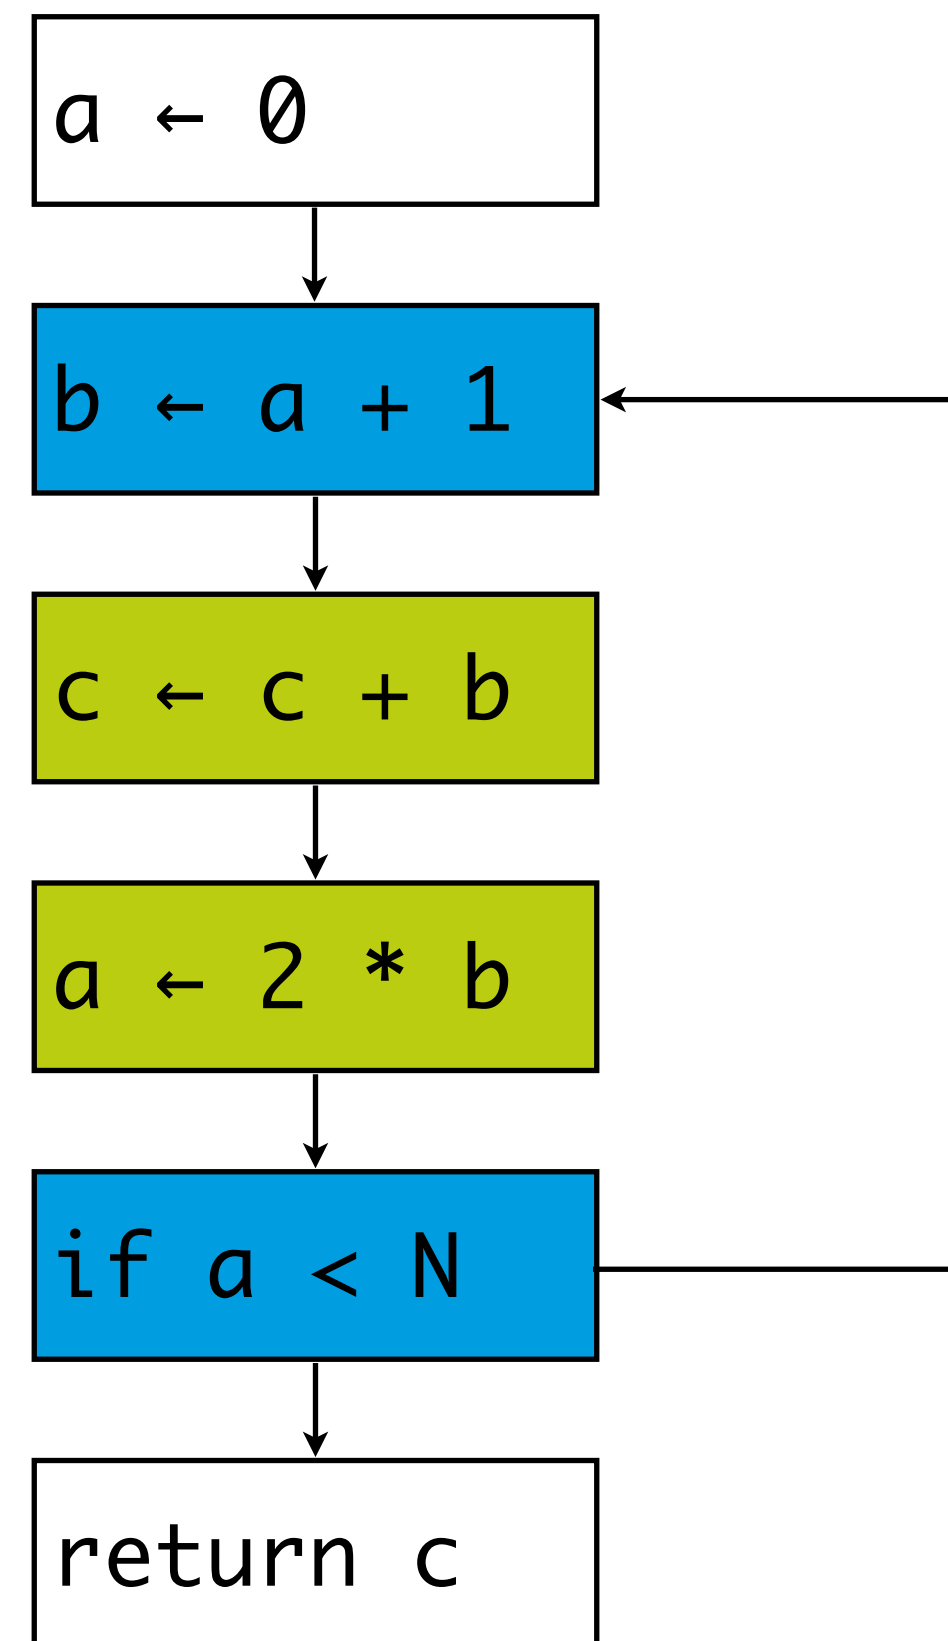 a ← 0
b ← a + 1
c ← c + b
a ← 2 * b
if a < N
return c